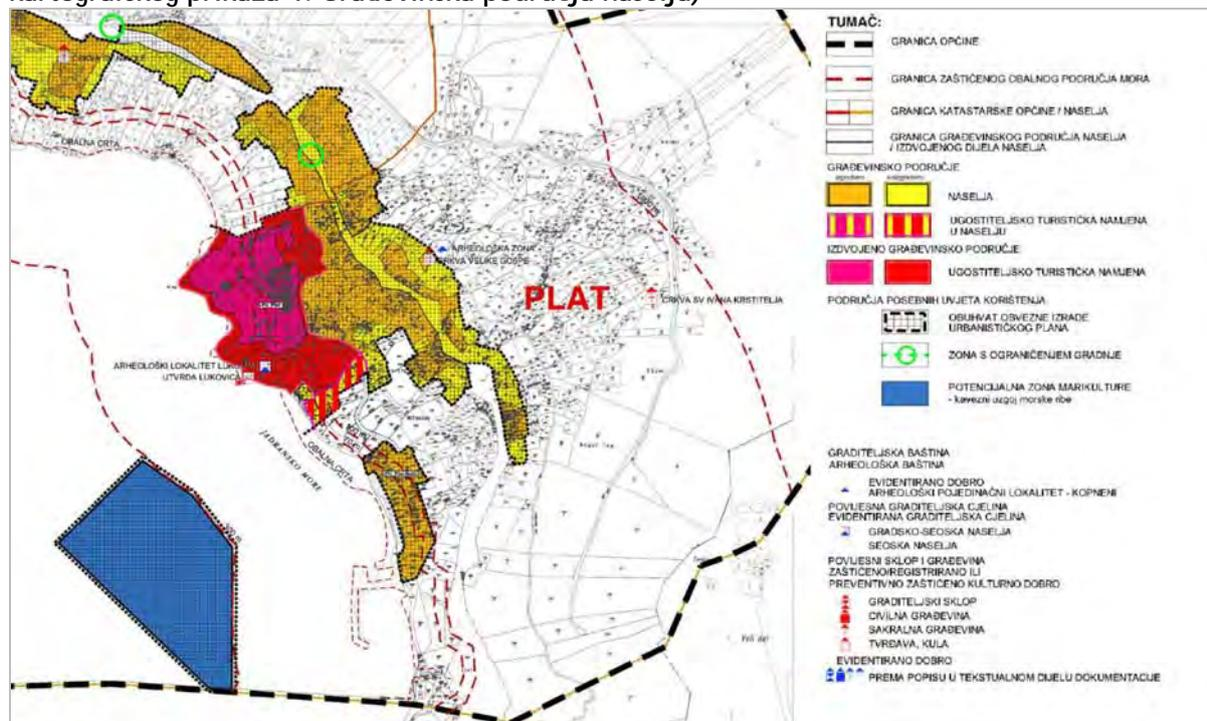 kartografskog prikaza 4. Građevinska područja naselja)
OBALNA CRTA
ARHEOLOŠKA ZONA
CRKVA VELIKE GOSPE
PLAT
CRKVA SV IVANA KRSTITELJA
ARHEOLOŠKI LOKALITET
UTVRDA LUKOVICA
JADRANSKO MORE
OBALNA CRTA
TUMAČ:
GRANICA OPĆINE
GRANICA ZAŠTIĆENOG OBALNOG PODRUČJA MORA
GRANICA KATASTARSKE OPĆINE / NASELJA
GRANICA GRAĐEVINSKOG PODRUČJA NASELJA
/ IZDVOJENOG DIJELA NASELJA
GRAĐEVINSKO PODRUČJE
izgrađeno neizgrađeno
NASELJA
UGOSTITELJSKO TURISTIČKA NAMJENA
U NASELJU
IZDVOJENO GRAĐEVINSKO PODRUČJE
UGOSTITELJSKO TURISTIČKA NAMJENA
PODRUČJA POSEBNIH UVJETA KORIŠTENJA
OBUHVAT OBVEZNE IZRADE
URBANISTIČKOG PLANA
ZONA S OGRANIČENJEM GRADNJE
POTENCIJALNA ZONA MARIKULTURE
- kavezni uzgoj morske ribe
GRADITELJSKA BAŠTINA
ARHEOLOŠKA BAŠTINA
EVIDENTIRANO DOBRO
ARHEOLOŠKI POJEDINAČNI LOKALITET - KOPNENI
POVIJESNA GRADITELJSKA CJELINA
EVIDENTIRANA GRADITELJSKA CJELINA
GRADSKO-SEOSKA NASELJA
SEOSKA NASELJA
POVIJESNI SKLOP I GRAĐEVINA
ZAŠTIĆENO/REGISTRIRANO ILI
PREVENTIVNO ZAŠTIĆENO KULTURNO DOBRO
GRADITELJSKI SKLOP
CIVILNA GRAĐEVINA
SAKRALNA GRAĐEVINA
TVRĐAVA, KULA
EVIDENTIRANO DOBRO
PREMA POPISU U TEKSTUALNOM DIJELU DOKUMENTACIJE